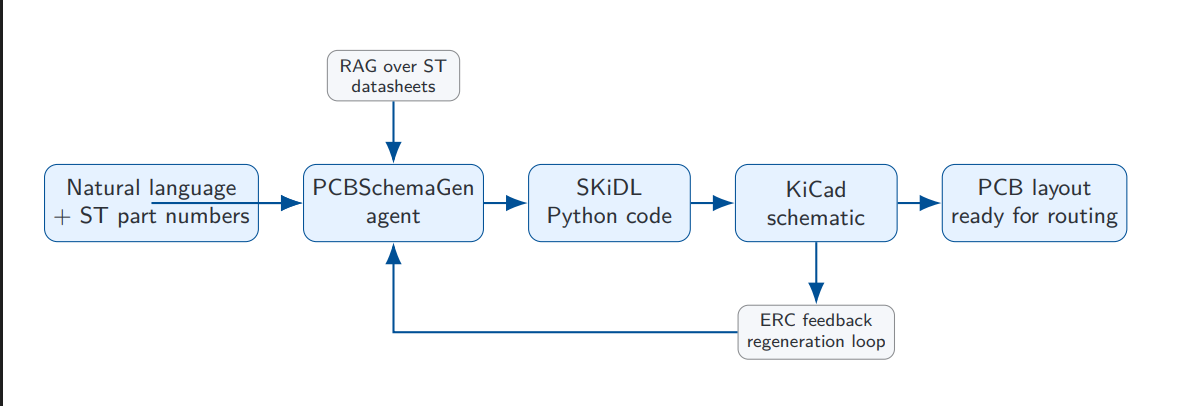 RAG over ST
datasheets
Natural language
+ ST part numbers
PCBSchemaGen
agent
SKiDL
Python code
KiCad
schematic
PCB layout
ready for routing
ERC feedback
regeneration loop